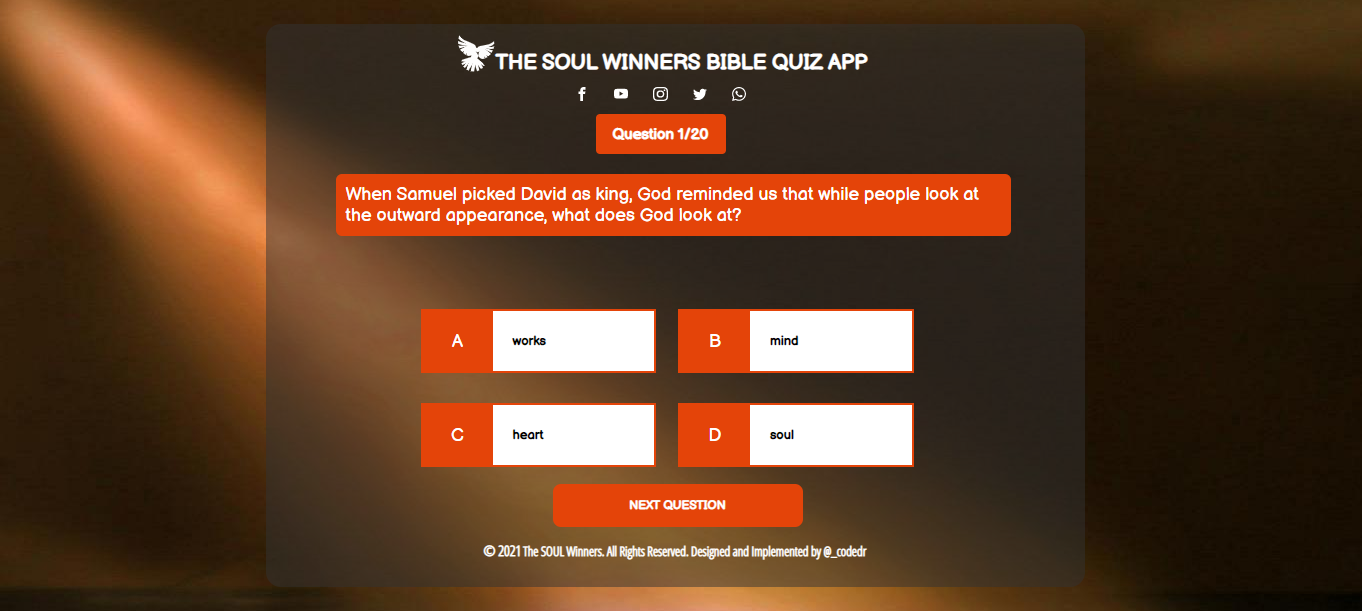 THE SOUL WINNERS BIBLE QUIZ APP
Question 1/20
When Samuel picked David as king, God reminded us that while people look at
the outward appearance, what does God look at?
A works
B mind
C heart
D soul
NEXT QUESTION
© 2021 The SOUL Winners. All Rights Reserved. Designed and Implemented by @_codedr